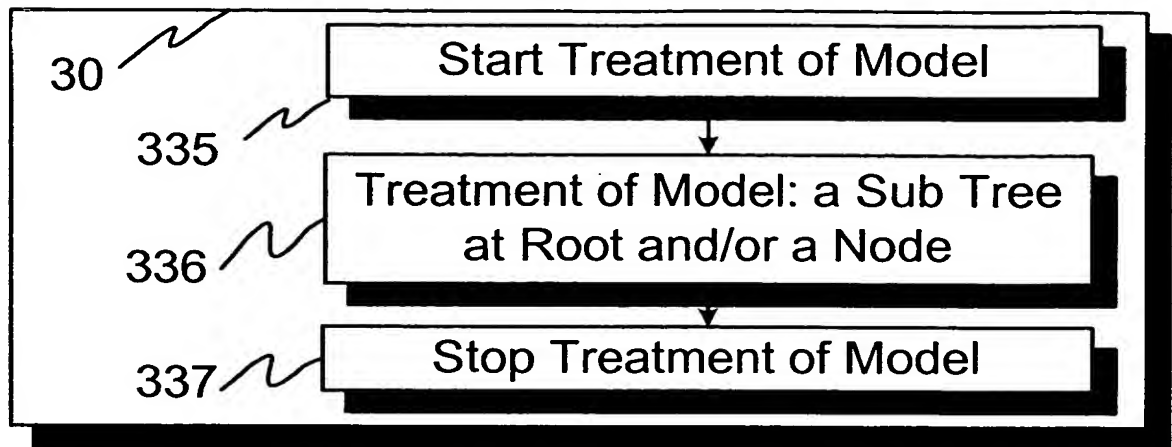 30
Start Treatment of Model
335
Treatment of Model: a Sub Tree
at Root and/or a Node
336
Stop Treatment of Model
337